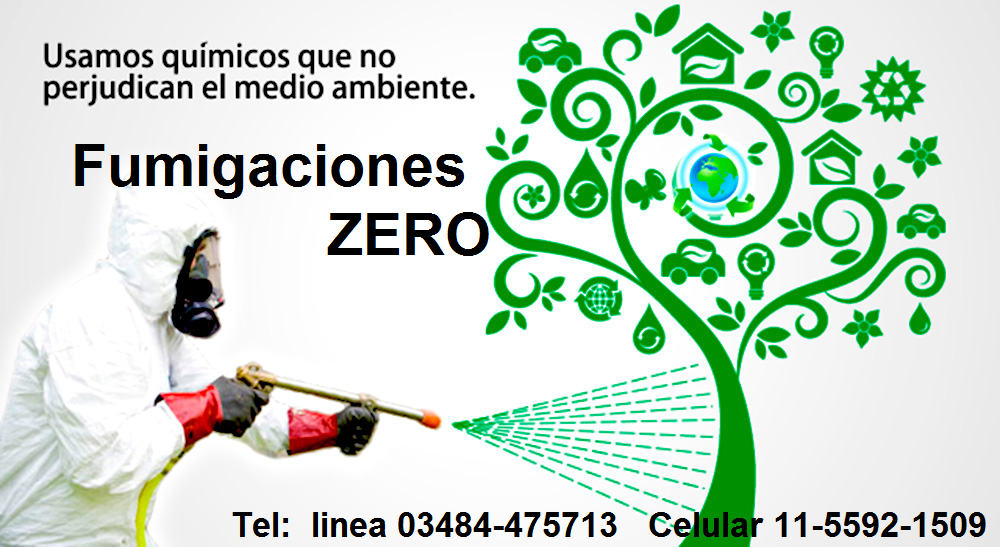 Usamos químicos que no
perjudican el medio ambiente.
Fumigaciones
ZERO
Tel:  linea 03484-475713   Celular 11-5592-1509